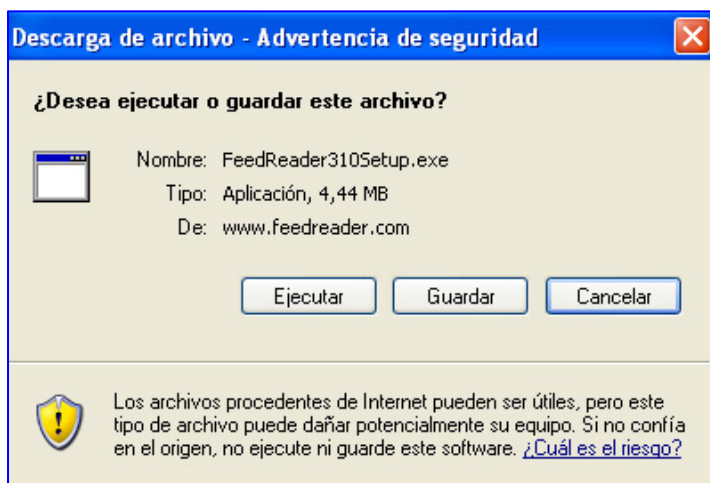 Descarga de archivo - Advertencia de seguridad
¿Desea ejecutar o guardar este archivo?
Nombre: FeedReader310Setup.exe
Tipo: Aplicación, 4,44 MB
De: www.feedreader.com
Ejecutar Guardar Cancelar
Los archivos procedentes de Internet pueden ser útiles, pero este
tipo de archivo puede dañar potencialmente su equipo. Si no confía
en el origen, no ejecute ni guarde este software. ¿Cuál es el riesgo?